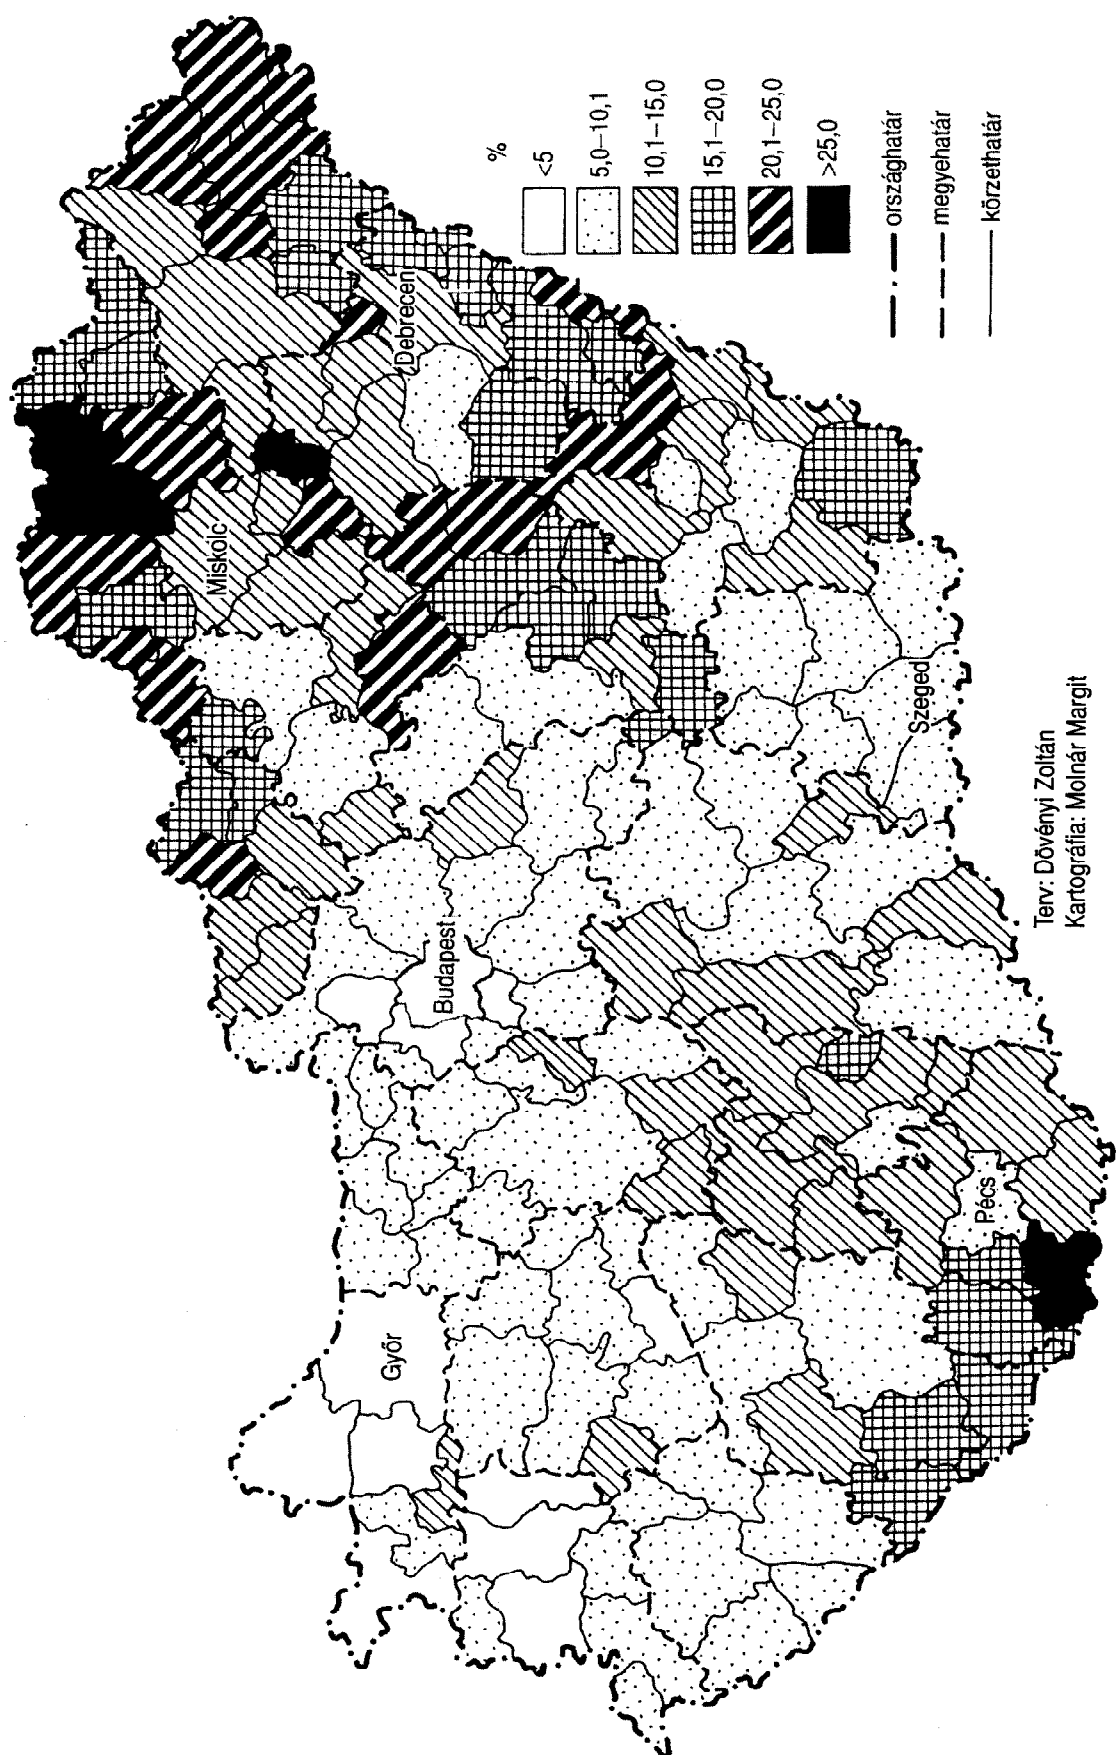 Miskolc
Debrecen
Budapest
Győr
Szeged
Pécs
%
<5
5,0–10,1
10,1–15,0
15,1–20,0
20,1–25,0
>25,0
országhatár
megyehatár
körzethatár
Terv: Dövényi Zoltán
Kartográfia: Molnár Margit